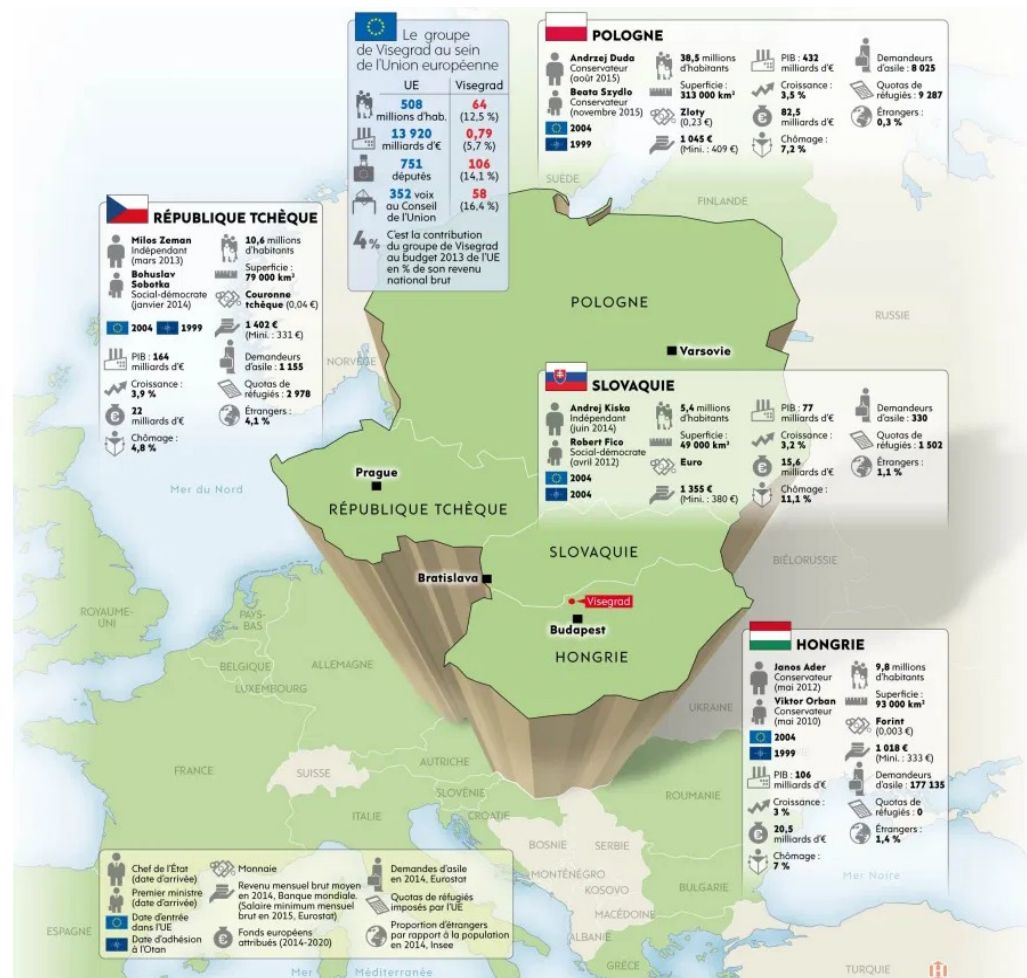 Le groupe
de Visegrad au sein
de l'Union européenne
UE Visegrad
508 64
millions d'hab. (12,5 %)
13 920 0,79
milliards d'€ (5,7 %)
751 106
députés (14,1 %)
352 voix 58
au Conseil (16,4 %)
de l'Union
4% C'est la contribution
du groupe de Visegrad
au budget 2013 de l'UE
en % de son revenu
national brut
POLOGNE
Andrzej Duda
Conservateur
(août 2015)
Beata Szydlo
Conservateur
(novembre 2015)
2004
1999
38,5 millions
d'habitants
Superficie :
313 000 km²
Zloty
(0,23 €)
1 045 €
(Mini. : 409 €)
PIB : 432
milliards d'€
Croissance :
3,5 %
82,5
milliards d'€
Chômage :
7,2 %
Demandeurs
d'asile : 8 025
Quotas de
réfugiés : 9 287
Étrangers :
0,3 %
RÉPUBLIQUE TCHÈQUE
Milos Zeman
Indépendant
(mars 2013)
Bohuslav
Sobotka
Social-démocrate
(janvier 2014)
2004 1999
PIB : 164
milliards d'€
Croissance :
3,9 %
22
milliards d'€
Chômage :
4,8 %
10,6 millions
d'habitants
Superficie :
79 000 km²
Couronne
tchèque (0,04 €)
1 402 €
(Mini. : 331 €)
Demandeurs
d'asile : 1 155
Quotas de
réfugiés : 2 978
Étrangers :
4,1 %
SUÈDE
FINLANDE
NORVÈGE
RUSSIE
POLOGNE
Varsovie
SLOVAQUIE
Andrej Kiska
Indépendant
(juin 2014)
Robert Fico
Social-démocrate
(avril 2012)
2004
2004
5,4 millions
d'habitants
Superficie :
49 000 km²
Euro
1 355 €
(Mini. : 380 €)
PIB : 77
milliards d'€
Croissance :
3,2 %
15,6
milliards d'€
Chômage :
11,1 %
Demandeurs
d'asile : 330
Quotas de
réfugiés : 1 502
Étrangers :
1,1 %
Prague
Mer du Nord
RÉPUBLIQUE TCHÈQUE
SLOVAQUIE
BIÉLORUSSIE
Bratislava
Visegrad
Budapest
HONGRIE
ROYAUME-
UNI
PAYS-
BAS
BELGIQUE
LUXEMBOURG
ALLEMAGNE
UKRAINE
HONGRIE
Janos Ader
Conservateur
(mai 2012)
Viktor Orban
Conservateur
(mai 2010)
2004
1999
PIB : 106
milliards d'€
Croissance :
3 %
20,5
milliards d'€
Chômage :
7 %
9,8 millions
d'habitants
Superficie :
93 000 km²
Forint
(0,003 €)
1 018 €
(Mini. : 333 €)
Demandeurs
d'asile : 177 135
Quotas de
réfugiés : 0
Étrangers :
1,4 %
FRANCE
SUISSE
AUTRICHE
SLOVÉNIE
CROATIE
ITALIE
ROUMANIE
BOSNIE
SERBIE
MONTÉNÉGRO
KOSOVO
BULGARIE
MACÉDOINE
ALBANIE
GRÈCE
TURQUIE
Mer Noire
ESPAGNE
Mer Méditerranée
Chef de l'État
(date d'arrivée)
Premier ministre
(date d'arrivée)
Date d'entrée
dans l'UE
Date d'adhésion
à l'Otan
Monnaie
Revenu mensuel brut moyen
en 2014, Banque mondiale.
(Salaire minimum mensuel
brut en 2015, Eurostat)
Fonds européens
attribués (2014-2020)
Demandes d'asile
en 2014, Eurostat
Quotas de réfugiés
imposés par l'UE
Proportion d'étrangers
par rapport à la population
en 2014, Insee